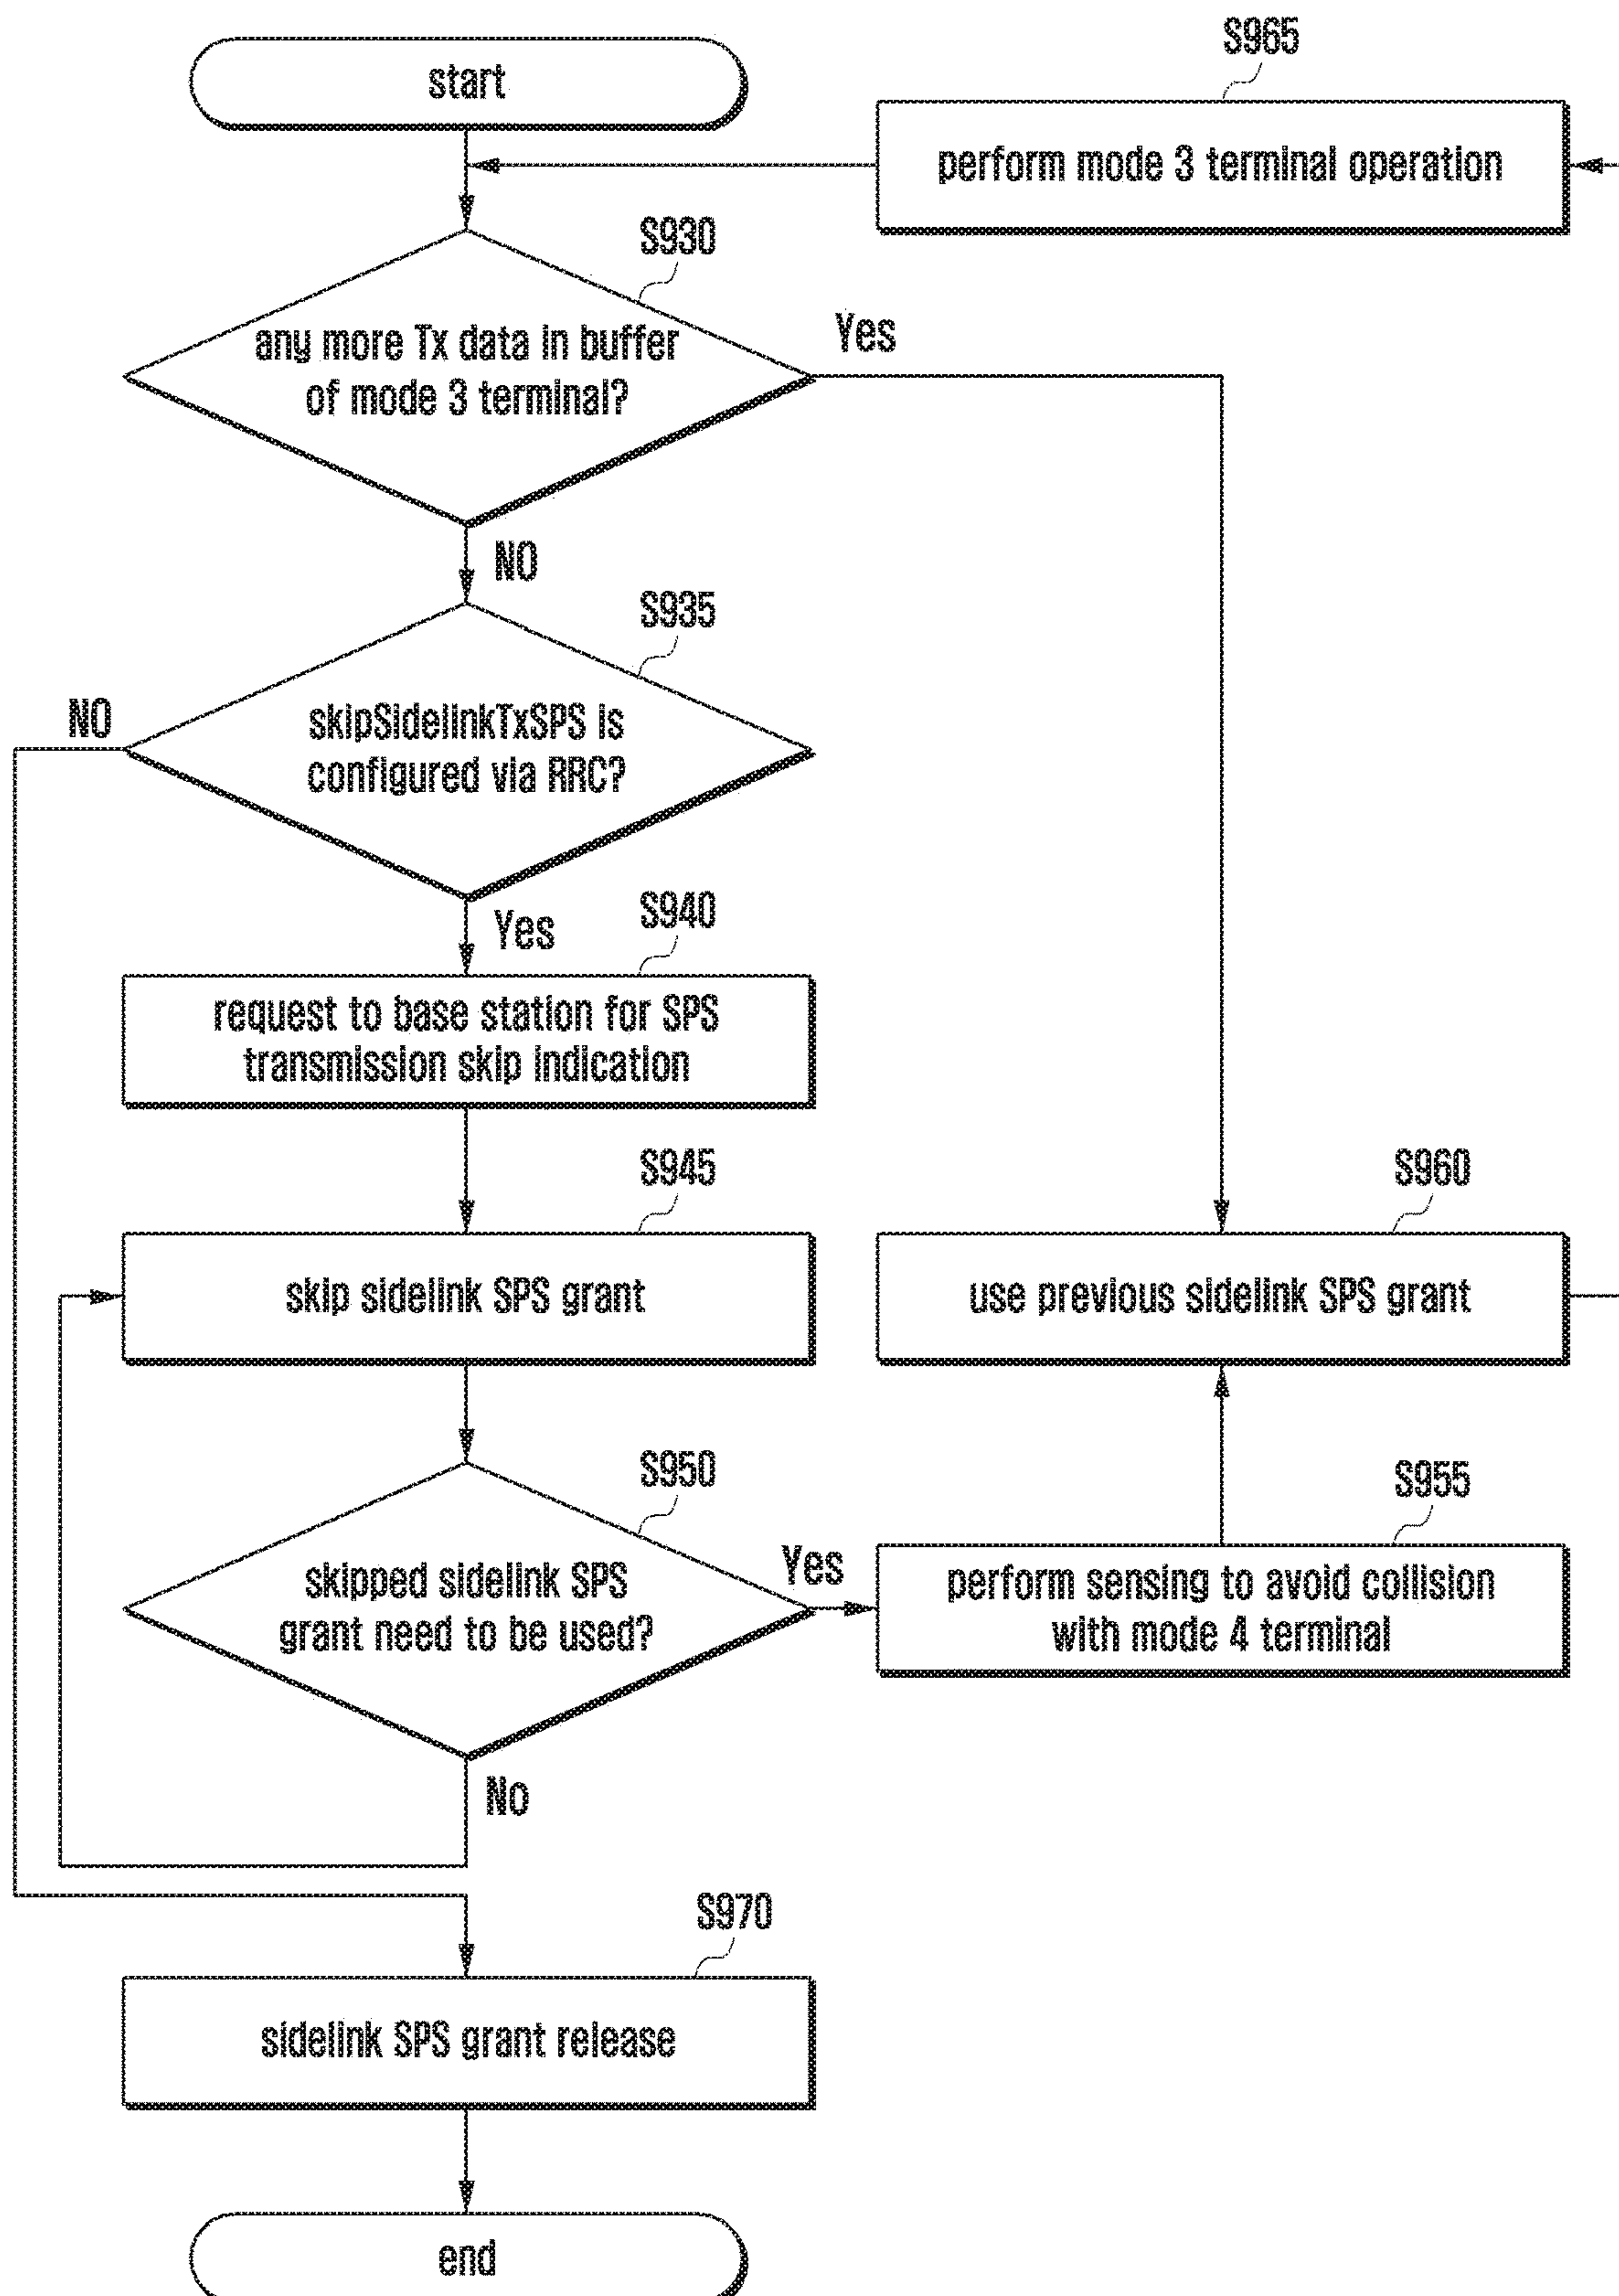 start
S965
perform mode 3 terminal operation
S930
any more Tx data in buffer
of mode 3 terminal?
Yes
NO
S935
skipSidelinkTxSPS is
configured via RRC?
NO
Yes
S940
request to base station for SPS
transmission skip indication
S945
skip sidelink SPS grant
S960
use previous sidelink SPS grant
S950
skipped sidelink SPS
grant need to be used?
Yes
S955
perform sensing to avoid collision
with mode 4 terminal
No
S970
sidelink SPS grant release
end